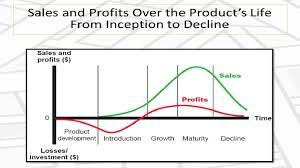 Sales and Profits Over the Product's Life
From Inception to Decline
Sales and
profits ($)
Sales
Profits
0
Time
Product
development
Introduction
Growth
Maturity
Decline
Losses/
investment ($)